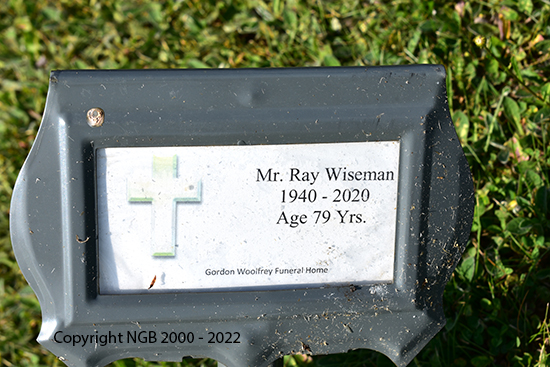 Mr. Ray Wiseman
1940 - 2020
Age 79 Yrs.
Gordon Woolfrey Funeral Home
Copyright NGB 2000 - 2022